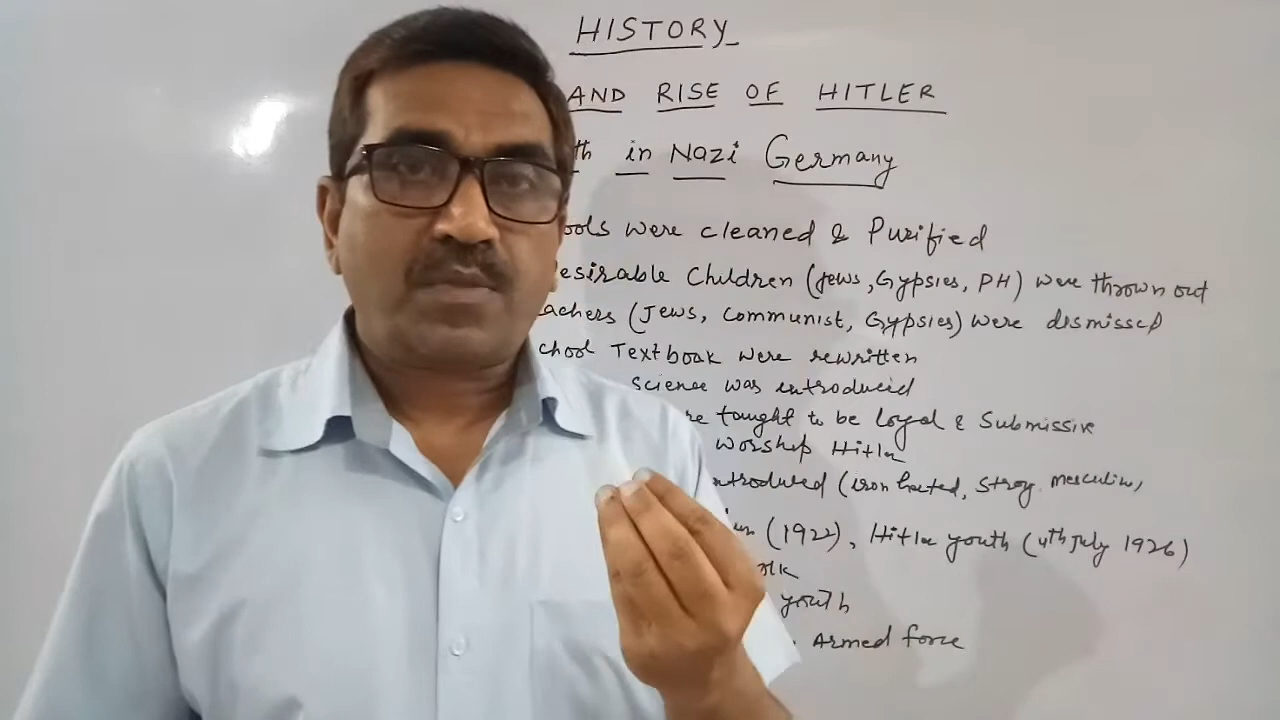 HISTORY
AND RISE OF HITLER
th in Nazi Germany
ools were cleaned & Purified
esirable Children (Jews, Gypsies, PH) were thrown out
achers (Jews, Communist, Gypsies) were dismissed
chool Textbook were rewritten
Science was introduced
re taught to be loyal & Submissive
Worship Hitler
ntroduced (iron hearted, Strong, Masculine,
(1922), Hitler youth (4th July 1926)
youth
Armed force